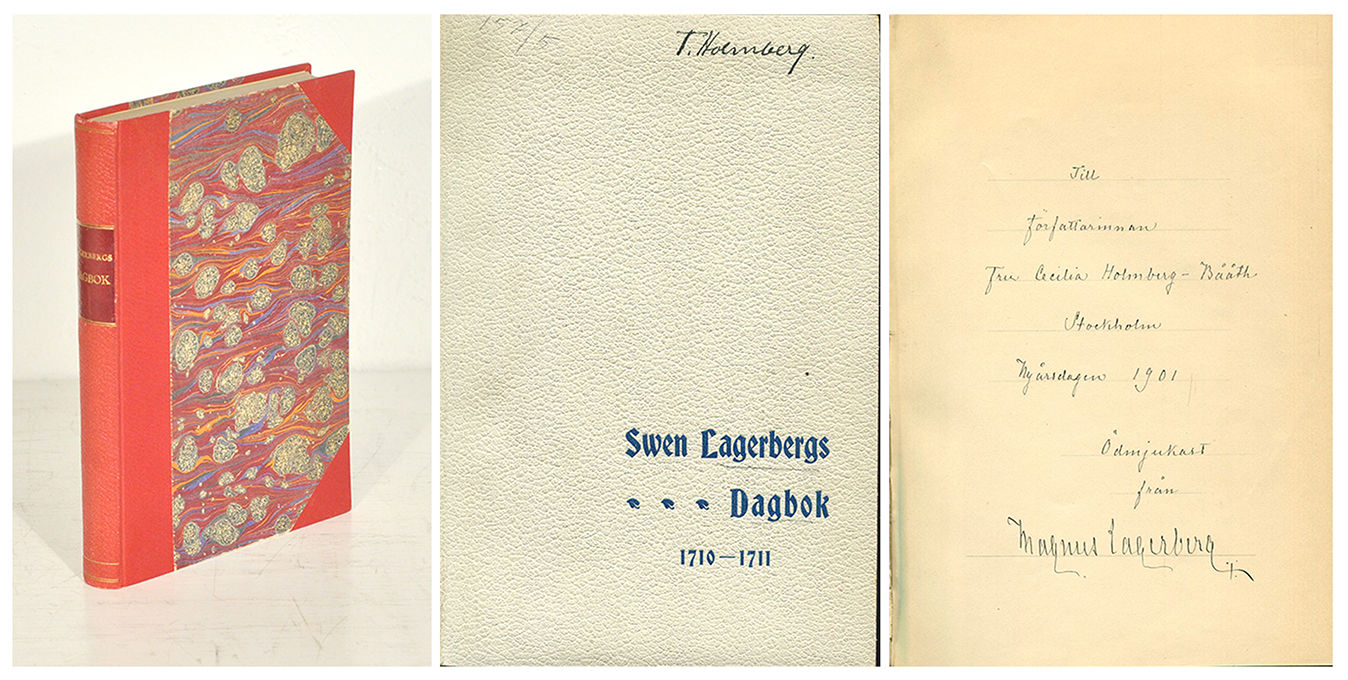 LAGERBERGS
DAGBOK
T. Holmberg.
Swen Lagerbergs
Dagbok
1710—1711
Till
författarinnan
Fru Cecilia Holmberg - Bååth
Stockholm
Nyårsdagen 1901
Ödmjukast
från
Magnus Lagerberg